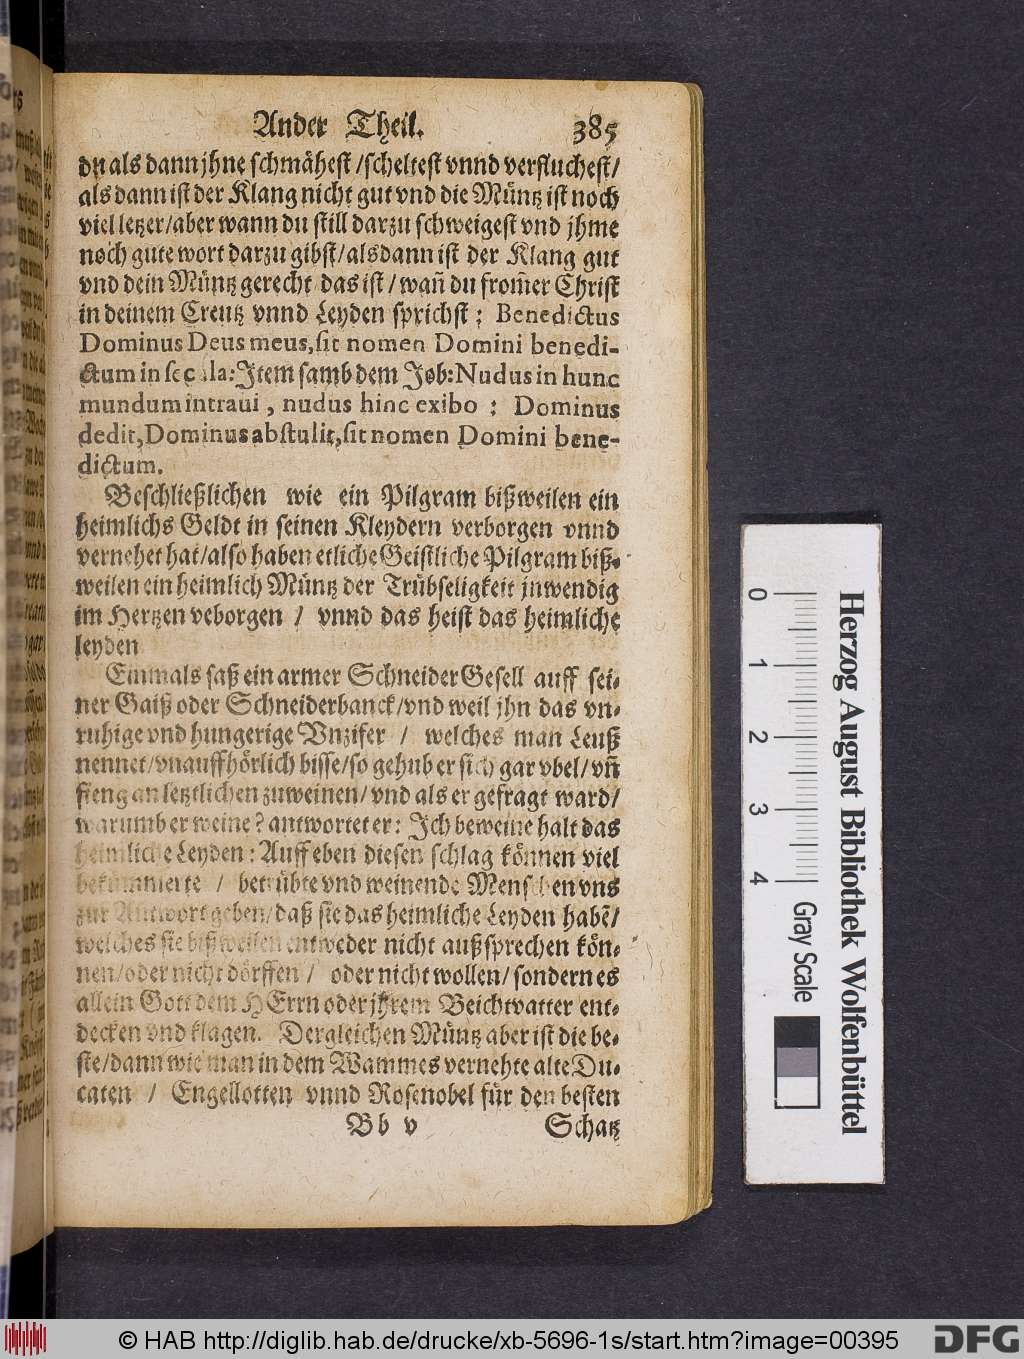 Ander Theil. 385
du als dann jhne schmähest / scheltest vnnd verfluchest /
als dann ist der Klang nicht gut vnd die Müntz ist noch
viel letzer / aber wann du still darzu schweigest vnd jhme
noch gute wort darzu gibst / als dann ist der Klang gut
vnd dein Müntz gerecht das ist / wañ du from̃er Christ
in deinem Creutz vnnd Leyden sprichst: Benedictus
Dominus Deus meus, sit nomen Domini benedi-
ctum in secula: Jtem samb dem Job: Nudus in hunc
mundum intraui, nudus hinc exibo: Dominus
dedit, Dominus abstulit, sit nomen Domini bene-
dictum.
Beschließlichen wie ein Pilgram bißweilen ein
heimlichs Geldt in seinen Kleydern verborgen vnnd
vernehet hat / also haben etliche Geistliche Pilgram biß-
weilen ein heimlich Müntz der Trübseligkeit jnwendig
im Hertzen veborgen / vnnd das heist das heimliche
leyden
Einmals saß ein armer Schneider Gesell auff sei-
ner Gaiß oder Schneiderbanck / vnd weil jhn das vn-
ruhige vnd hungerige Vnzifer / welches man Leuß
nennet / vnauffhörlich bisse / so gehub er sich gar vbel / vñ
fieng an letztlichen zuweinen / vnd als er gefragt ward /
warumb er weine? antwortet er: Jch beweine halt das
heimliche Leyden: Auff eben diesen schlag können viel
bekümmerte / betrübte vnd weinende Menschen vns
zur Antwort geben / daß sie das heimliche Leyden habẽ /
welches sie bißweilen entweder nicht außsprechen kön-
nen / oder nicht dörffen / oder nicht wollen / sondern es
allein Gott dem HErrn oder jhrem Beichtvatter ent-
decken vnd klagen. Dergleichen Müntz aber ist die be-
ste / dann wie man in dem Wammes vernehte alte Du-
caten / Engellotten vnnd Rosenobel für den besten
Bb v Schatz
0 1 2 3 4
Gray Scale
Herzog August Bibliothek Wolfenbüttel
© HAB http://diglib.hab.de/drucke/xb-5696-1s/start.htm?image=00395
DFG